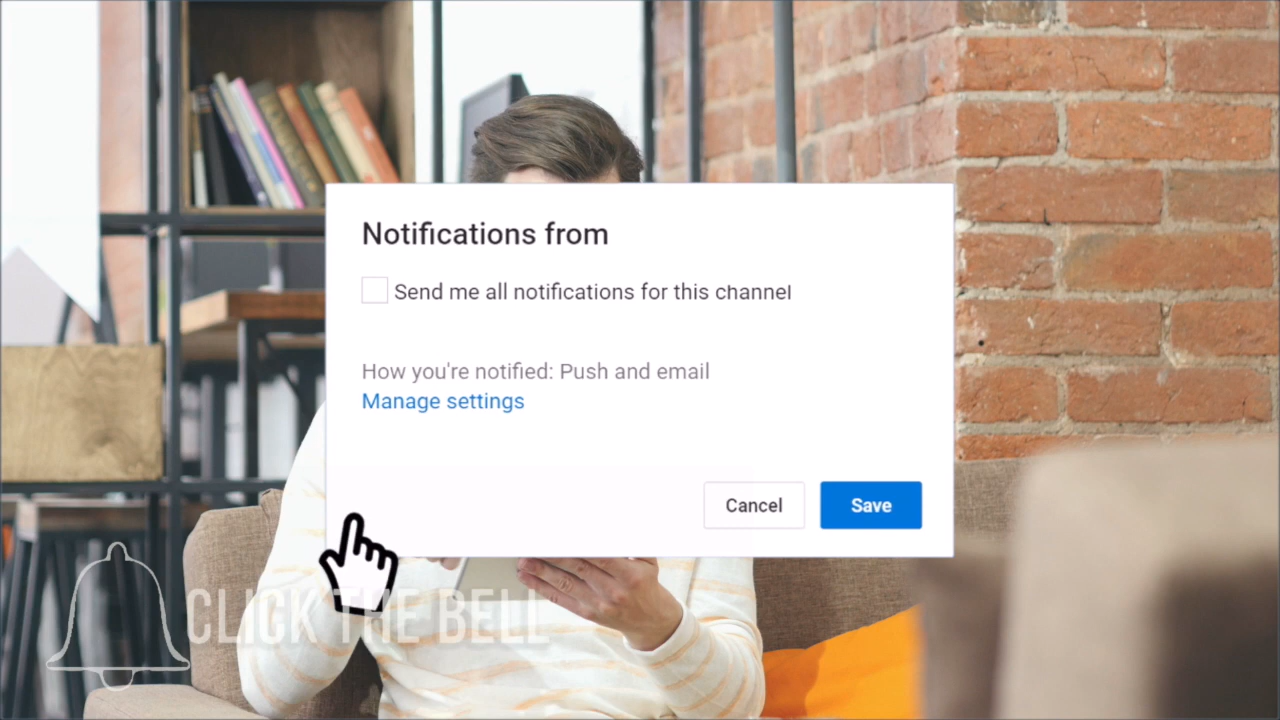 Notifications from
Send me all notifications for this channel
How you're notified: Push and email
Manage settings
Cancel
Save
CLICK THE BELL